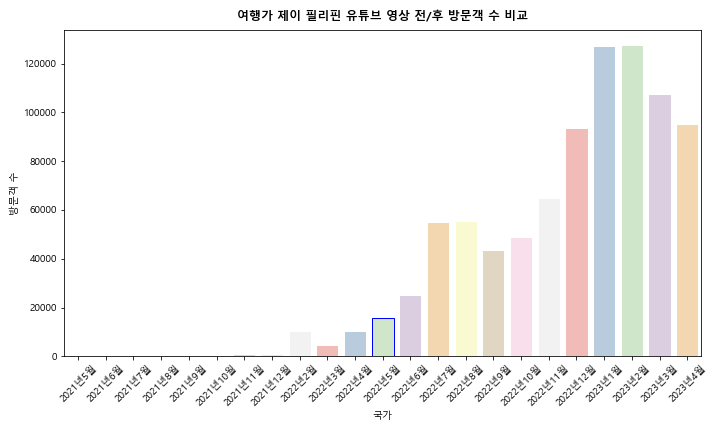 여행가 제이 필리핀 유튜브 영상 전/후 방문객 수 비교
방문객 수
120000
100000
80000
60000
40000
20000
0
2021년5월
2021년6월
2021년7월
2021년8월
2021년9월
2021년10월
2021년11월
2021년12월
2022년2월
2022년3월
2022년4월
2022년5월
2022년6월
2022년7월
2022년8월
2022년9월
2022년10월
2022년11월
2022년12월
2023년1월
2023년2월
2023년3월
2023년4월
국가